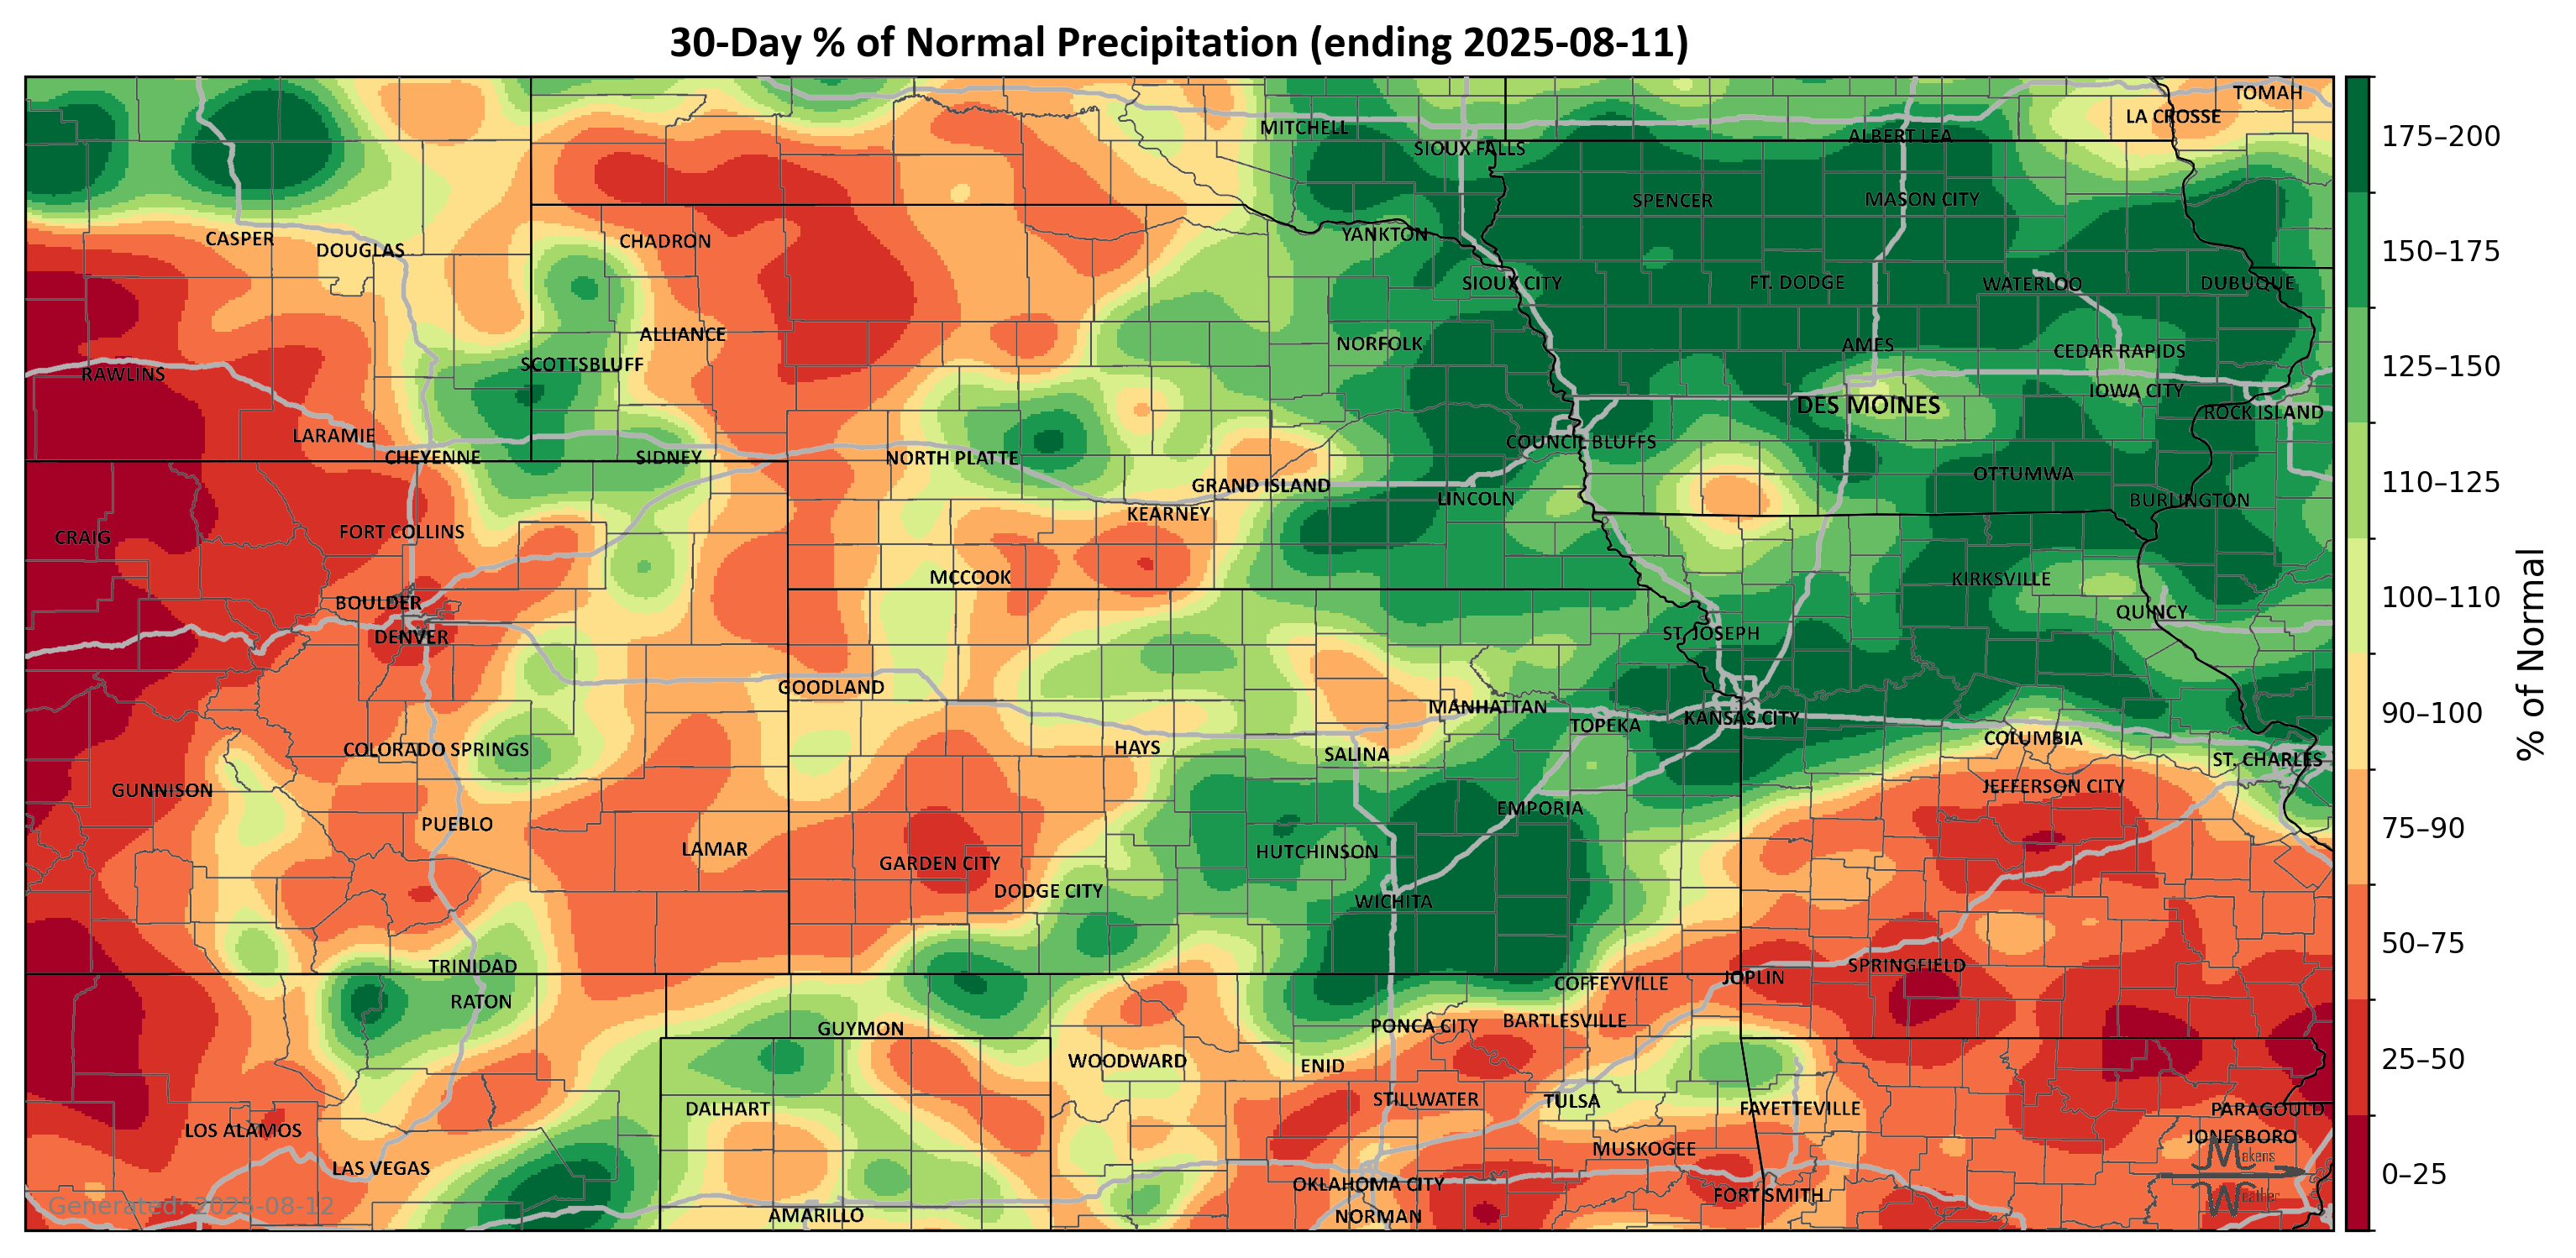 30-Day % of Normal Precipitation (ending 2025-08-11)
TOMAH
LA CROSSE
MITCHELL
ALBERT LEA
SIOUX FALLS
SPENCER
MASON CITY
YANKTON
CASPER
CHADRON
DOUGLAS
SIOUX CITY
FT. DODGE
WATERLOO
DUBUQUE
ALLIANCE
NORFOLK
AMES
CEDAR RAPIDS
SCOTTSBLUFF
RAWLINS
IOWA CITY
DES MOINES
ROCK ISLAND
LARAMIE
COUNCIL BLUFFS
CHEYENNE
SIDNEY
NORTH PLATTE
OTTUMWA
GRAND ISLAND
LINCOLN
BURLINGTON
KEARNEY
FORT COLLINS
CRAIG
MCCOOK
KIRKSVILLE
BOULDER
QUINCY
DENVER
ST. JOSEPH
GOODLAND
MANHATTAN
KANSAS CITY
TOPEKA
COLUMBIA
COLORADO SPRINGS
HAYS
SALINA
ST. CHARLES
GUNNISON
JEFFERSON CITY
EMPORIA
PUEBLO
LAMAR
HUTCHINSON
GARDEN CITY
DODGE CITY
WICHITA
TRINIDAD
SPRINGFIELD
JOPLIN
COFFEYVILLE
RATON
BARTLESVILLE
GUYMON
PONCA CITY
WOODWARD
ENID
STILLWATER
TULSA
DALHART
FAYETTEVILLE
PARAGOULD
LOS ALAMOS
JONESBORO
MUSKOGEE
Makens
LAS VEGAS
OKLAHOMA CITY
FORT SMITH
Weather
Generated: 2025-08-12
AMARILLO
NORMAN
175–200
150–175
125–150
110–125
100–110
90–100
75–90
50–75
25–50
0–25
% of Normal